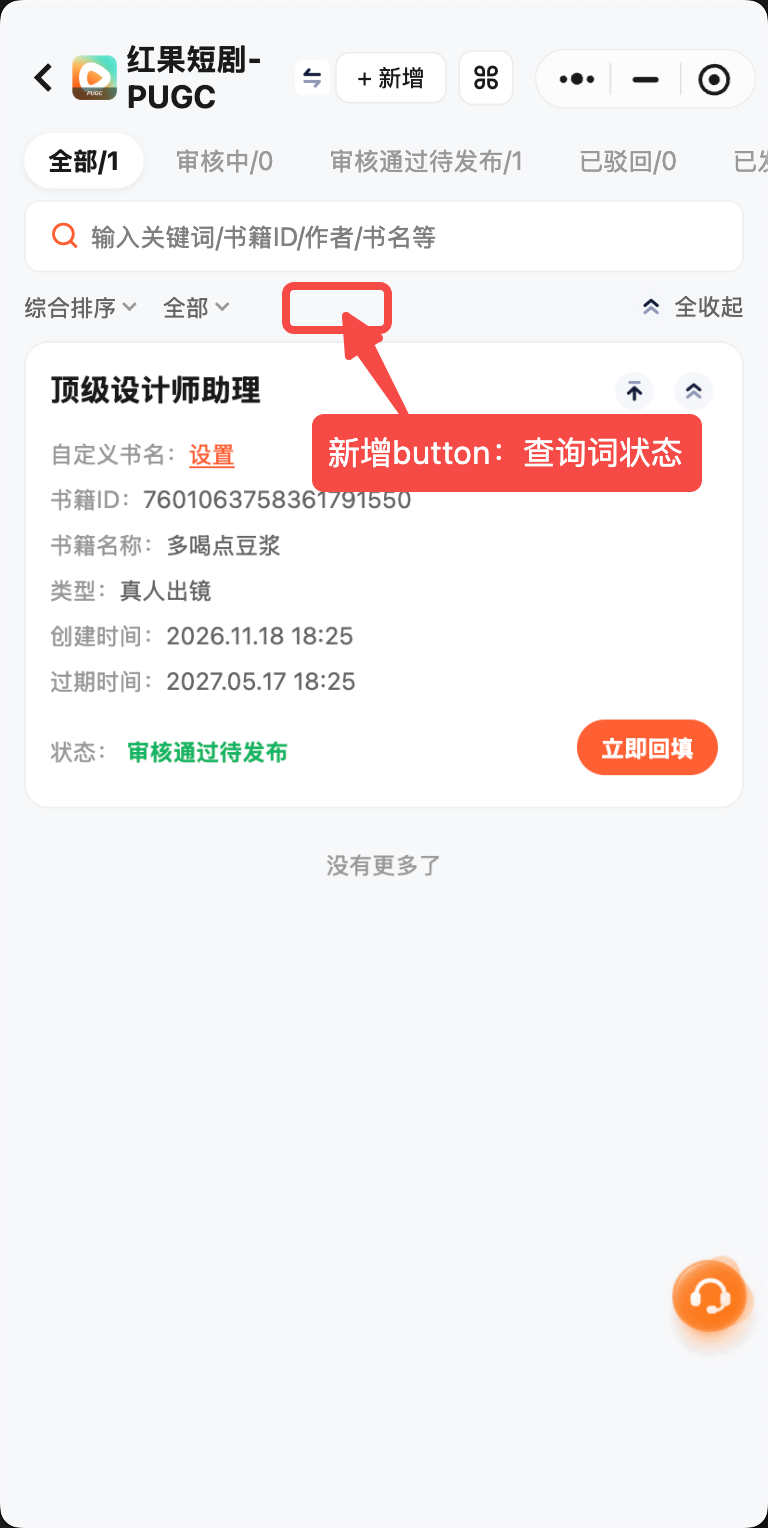 红果短剧-
PUGC
PUGC
+ 新增
全部/1 审核中/0 审核通过待发布/1 已驳回/0 已发
输入关键词/书籍ID/作者/书名等
综合排序 全部 全收起
顶级设计师助理
自定义书名：设置
新增button：查询词状态
书籍ID：7601063758361791550
书籍名称：多喝点豆浆
类型：真人出镜
创建时间：2026.11.18 18:25
过期时间：2027.05.17 18:25
状态：审核通过待发布 立即回填
没有更多了